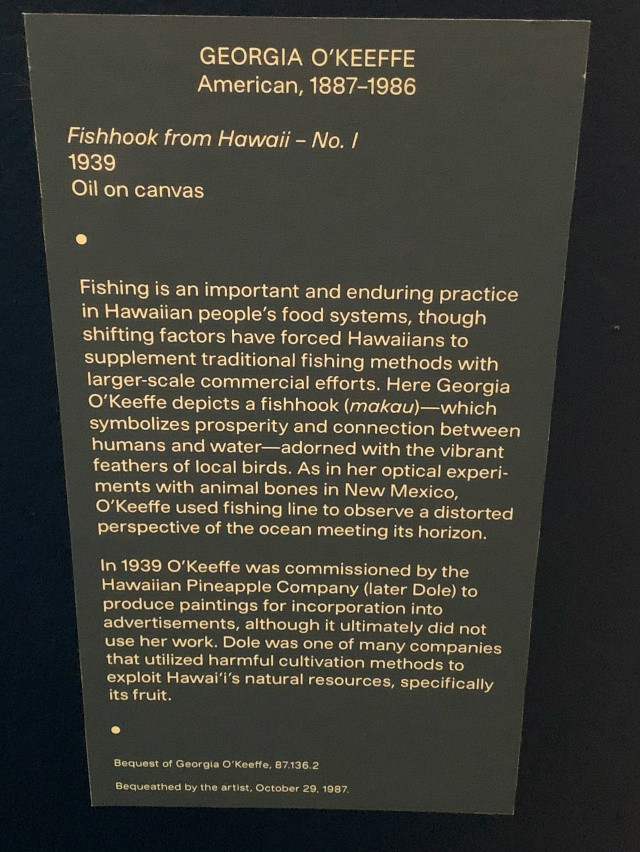 GEORGIA O'KEEFFE
American, 1887–1986
Fishhook from Hawaii – No. I
1939
Oil on canvas
Fishing is an important and enduring practice
in Hawaiian people's food systems, though
shifting factors have forced Hawaiians to
supplement traditional fishing methods with
larger-scale commercial efforts. Here Georgia
O'Keeffe depicts a fishhook (makau)—which
symbolizes prosperity and connection between
humans and water—adorned with the vibrant
feathers of local birds. As in her optical experi-
ments with animal bones in New Mexico,
O'Keeffe used fishing line to observe a distorted
perspective of the ocean meeting its horizon.
In 1939 O'Keeffe was commissioned by the
Hawaiian Pineapple Company (later Dole) to
produce paintings for incorporation into
advertisements, although it ultimately did not
use her work. Dole was one of many companies
that utilized harmful cultivation methods to
exploit Hawai'i's natural resources, specifically
its fruit.
Bequest of Georgia O'Keeffe, 87.136.2
Bequeathed by the artist, October 29, 1987.